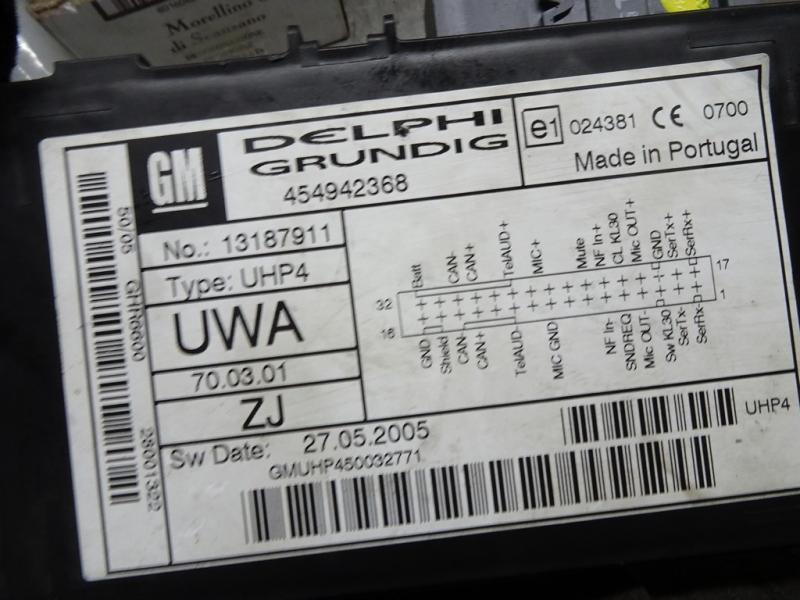 Morellino
di Scansano
GM
DELPHI
GRUNDIG
454942368
e1 024381 CE 0700
Made in Portugal
No.: 13187911
Type: UHP4
UWA
70.03.01
ZJ
Sw Date: 27.05.2005
GMUHP450032771
UHP4
50/05
28001322
Batt
CAN-
CAN+
TelAUD+
MIC+
Mute
NF In+
CL KL30
Mic OUT+
GND
SerTx+
SerRx+
32
17
16
1
GND
Shield
CAN-
CAN+
TelAUD-
MIC GND
NF In-
SNDREQ
Mic OUT-
Sw KL30
SerTx-
SerRx-